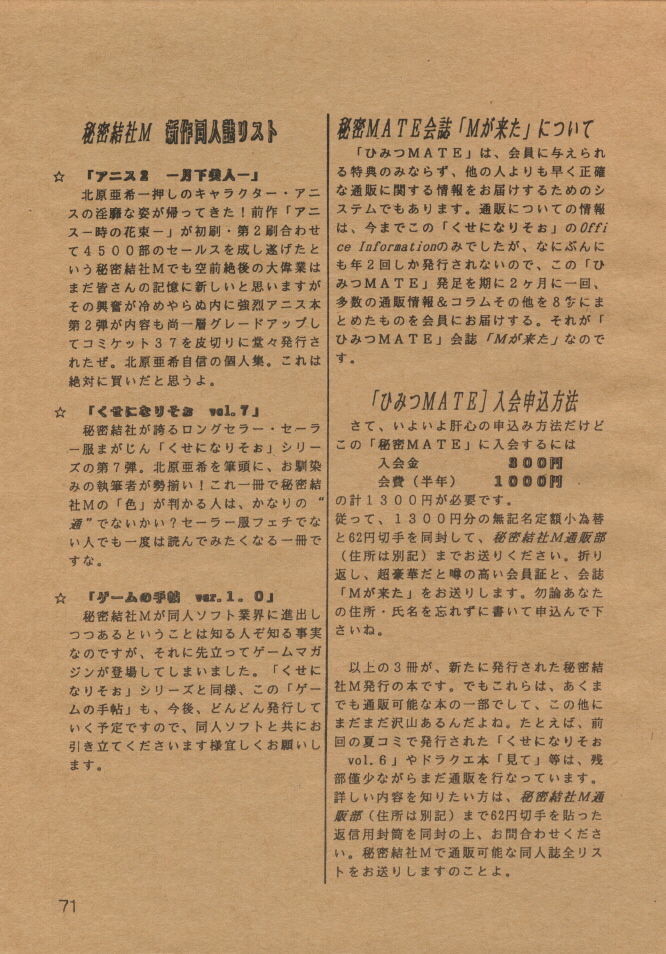 秘密結社M 新作同人誌リスト
☆ 「アニス2 ー月下美人ー」
北原亜希一押しのキャラクター・アニ
スの淫靡な姿が帰ってきた!前作「アニ
スー時の花束ー」が初刷・第2刷合わせ
て4500部のセールスを成し遂げたと
いう秘密結社Mでも空前絶後の大偉業は
まだ皆さんの記憶に新しいと思いますが
その興奮が冷めやらぬ内に強烈アニス本
第2弾が内容も尚一層グレードアップし
てコミケット37を皮切りに堂々発行さ
れたぜ。北原亜希自信の個人集。これは
絶対に買いだと思うよ。
☆ 「くせになりそぉ vol.7」
秘密結社が誇るロングセラー・セーラ
ー服まがじん「くせになりそぉ」シリー
ズの第7弾。北原亜希を筆頭に、お馴染
みの執筆者が勢揃い!これ一冊で秘密結
社Mの「色」が判かる人は、かなりの“
通”でないかい?セーラー服フェチでな
い人でも一度は読んでみたくなる一冊で
すな。
☆ 「ゲームの手帖 ver.1.0」
秘密結社Mが同人ソフト業界に進出し
つつあるということは知る人ぞ知る事実
なのですが、それに先立ってゲームマガ
ジンが登場してしまいました。「くせに
なりそぉ」シリーズと同様、この「ゲー
ムの手帖」も、今後、どんどん発行して
いく予定ですので、同人ソフト共にお
引き立てくださいます様宜しくお願いし
ます。
71
秘密MATE会誌「Mが来た」について
「ひみつMATE」は、会員に与えられ
る特典のみならず、他の人よりも早く正確
な通販に関する情報をお届けするためのシ
ステムでもあります。通販についての情報
は、今までこの「くせになりそぉ」のOffi
ce Informationのみでしたが、なにぶんに
も年2回しか発行されないので、この「ひ
みつMATE」発足を期に2ヶ月に一回、
多数の通販情報&コラムその他を8㌻にま
とめたものを会員にお届けする。それが「
ひみつMATE」会誌「Mが来た」なので
す。
「ひみつMATE]入会申込方法
さて、いよいよ肝心の申込み方法だけど
この「秘密MATE」に入会するには
入会金 300円
会費(半年) 1000円
の計1300円が必要です。
従って、1300円分の無記名定額小為替
と62円切手を同封して、秘密結社M通販部
(住所は別記)までお送りください。折り
返し、超豪華だと噂の高い会員証と、会誌
「Mが来た」をお送りします。勿論あなた
の住所・氏名を忘れずに書いて申込んで下
さいね。
以上の3冊が、新たに発行された秘密結
社M発行の本です。でもこれらは、あくま
でも通販可能な本の一部でして、この他に
まだまだ沢山あるんだよね。たとえば、前
回の夏コミで発行された「くせになりそぉ
vol.6」やドラクエ本「見て」等は、残
部僅少ながらまだ通販を行なっています。
詳しい内容を知りたい方は、秘密結社M通
販部(住所は別記)まで62円切手を貼った
返信用封筒を同封の上、お問合わせくださ
い。秘密結社Mで通販可能な同人誌全リス
トをお送りしますのことよ。